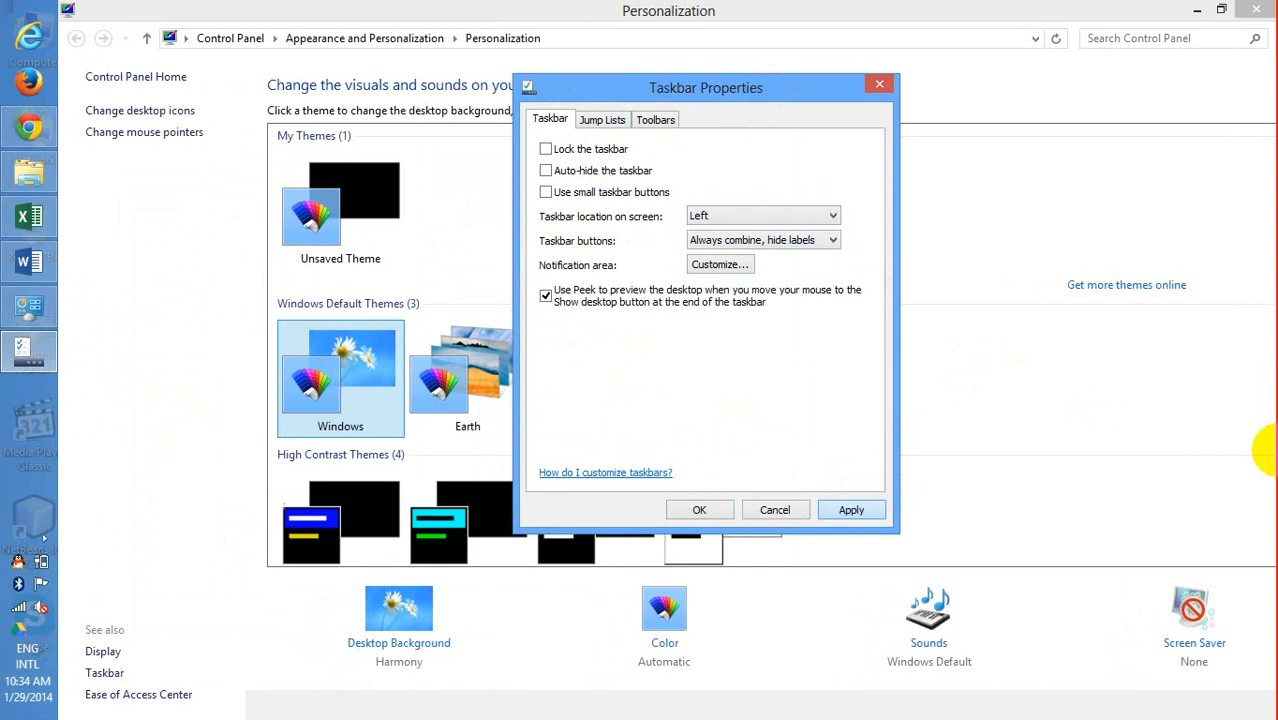 Personalization
Control Panel
Appearance and Personalization
Personalization
Search Control Panel
Control Panel Home
Change desktop icons
Change mouse pointers
Change the visuals and sounds on you
Click a theme to change the desktop background,
My Themes (1)
Unsaved Theme
Windows Default Themes (3)
Windows
Earth
High Contrast Themes (4)
Get more themes online
Taskbar Properties
Taskbar
Jump Lists
Toolbars
Lock the taskbar
Auto-hide the taskbar
Use small taskbar buttons
Taskbar location on screen:
Left
Taskbar buttons:
Always combine, hide labels
Notification area:
Customize...
Use Peek to preview the desktop when you move your mouse to the
Show desktop button at the end of the taskbar
How do I customize taskbars?
OK
Cancel
Apply
Desktop Background
Harmony
Color
Automatic
Sounds
Windows Default
Screen Saver
None
See also
Display
Taskbar
Ease of Access Center
321
Media Play
Classic
NetBeans I
ENG
INTL
10:34 AM
1/29/2014